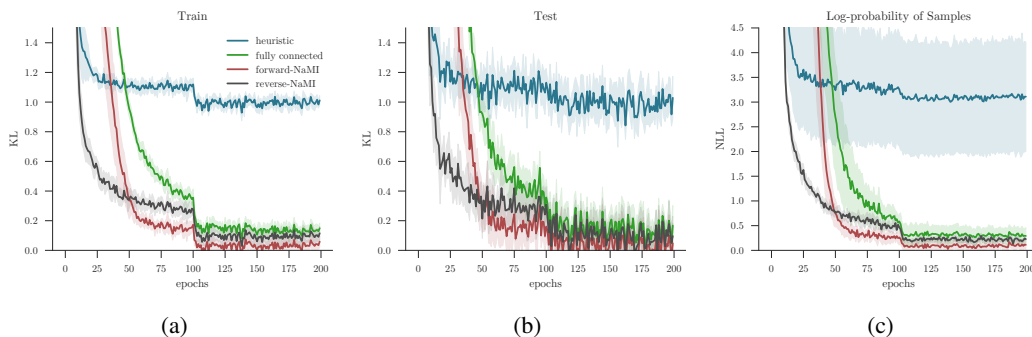 Train
1.4
1.2
1.0
0.8
0.6
0.4
0.2
0.0
KL
0 25 50 75 100 125 150 175 200
epochs
heuristic
fully connected
forward-NaMI
reverse-NaMI
(a)
Test
1.4
1.2
1.0
0.8
0.6
0.4
0.2
0.0
KL
0 25 50 75 100 125 150 175 200
epochs
(b)
Log-probability of Samples
4.5
4.0
3.5
3.0
2.5
2.0
1.5
1.0
0.5
0.0
NLL
0 25 50 75 100 125 150 175 200
epochs
(c)